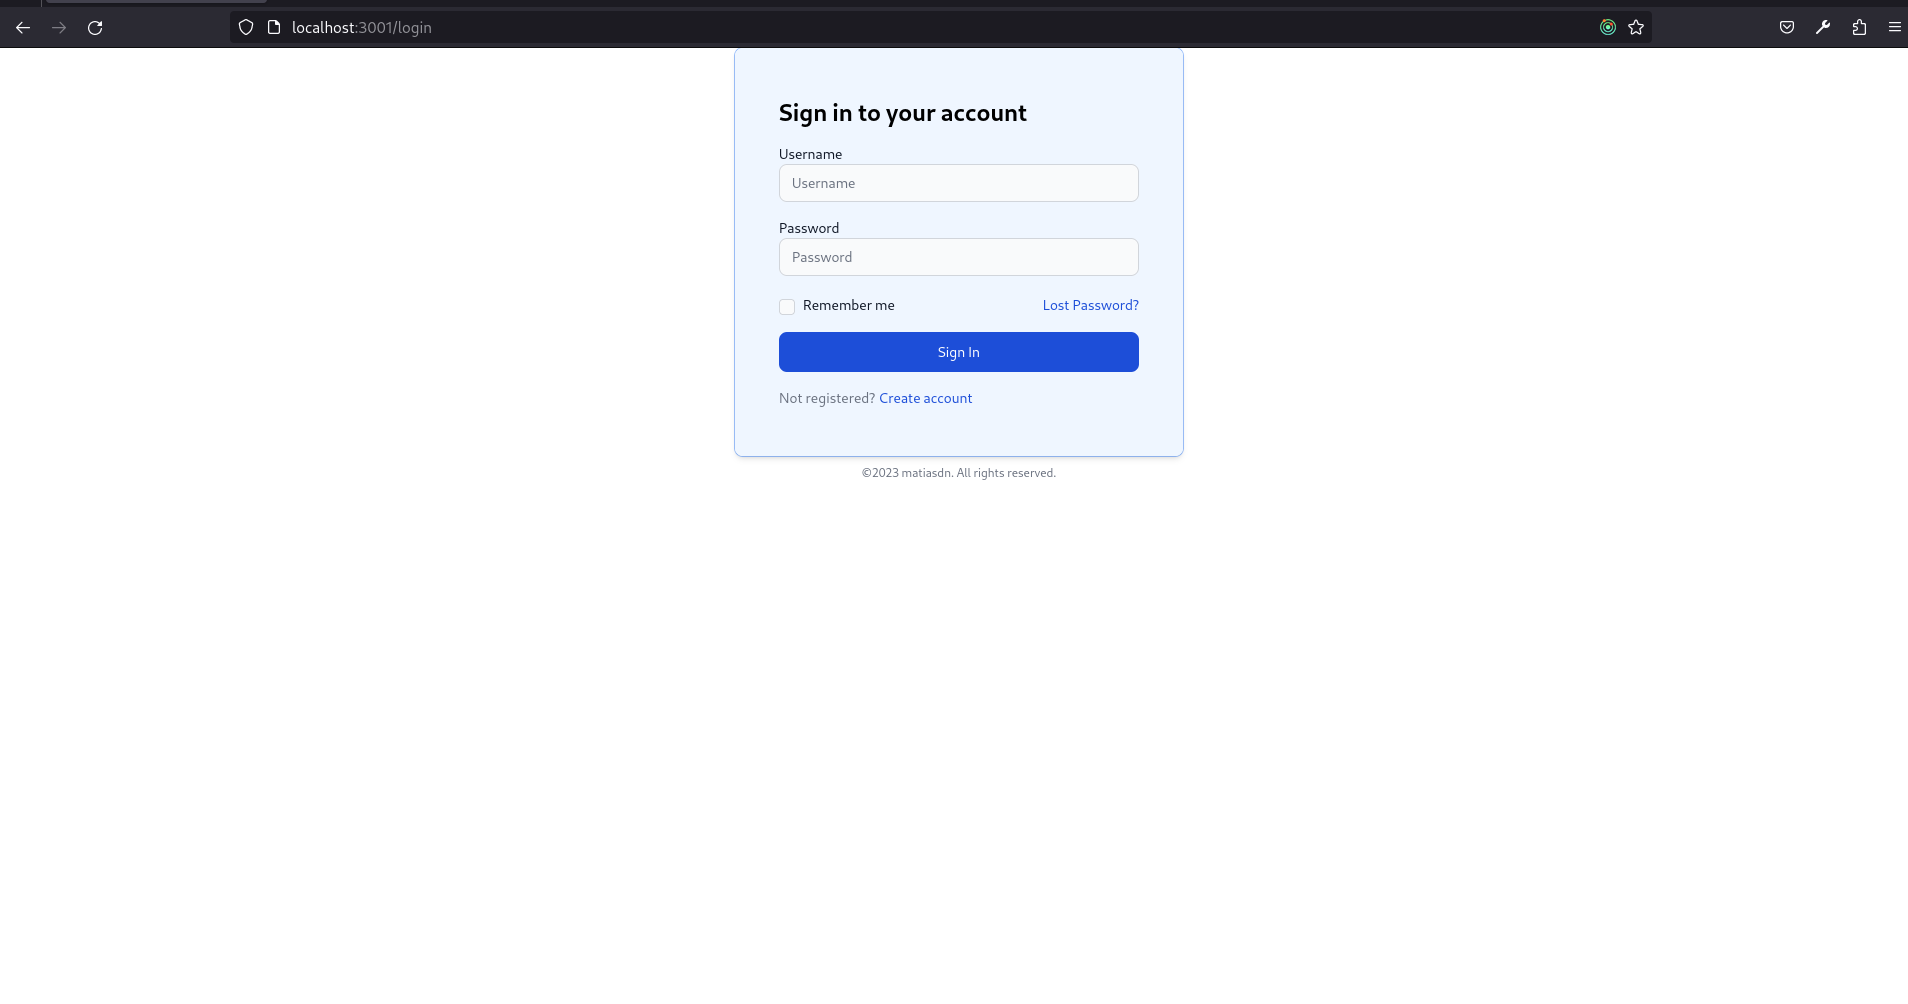 localhost:3001/login
Sign in to your account
Username
Username
Password
Password
Remember me Lost Password?
Sign In
Not registered? Create account
©2023 matiasdn. All rights reserved.